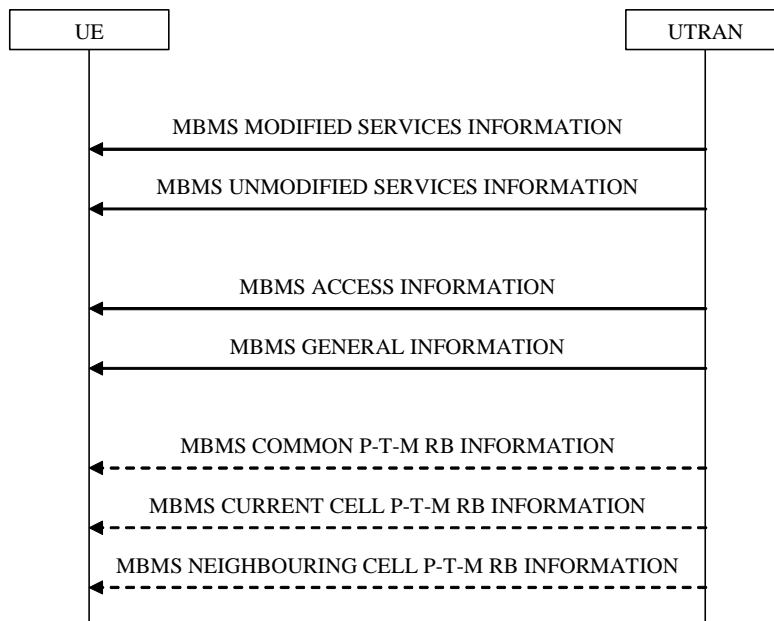 UE
UTRAN
MBMS MODIFIED SERVICES INFORMATION
MBMS UNMODIFIED SERVICES INFORMATION
MBMS ACCESS INFORMATION
MBMS GENERAL INFORMATION
MBMS COMMON P-T-M RB INFORMATION
MBMS CURRENT CELL P-T-M RB INFORMATION
MBMS NEIGHBOURING CELL P-T-M RB INFORMATION